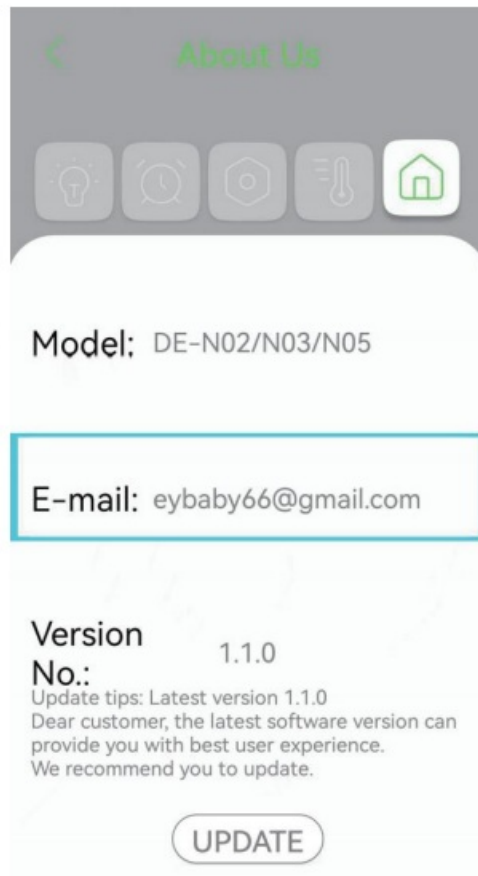 About Us
Model: DE-N02/N03/N05
E-mail: eybaby66@gmail.com
Version
No.: 1.1.0
Update tips: Latest version 1.1.0
Dear customer, the latest software version can
provide you with best user experience.
We recommend you to update.
UPDATE